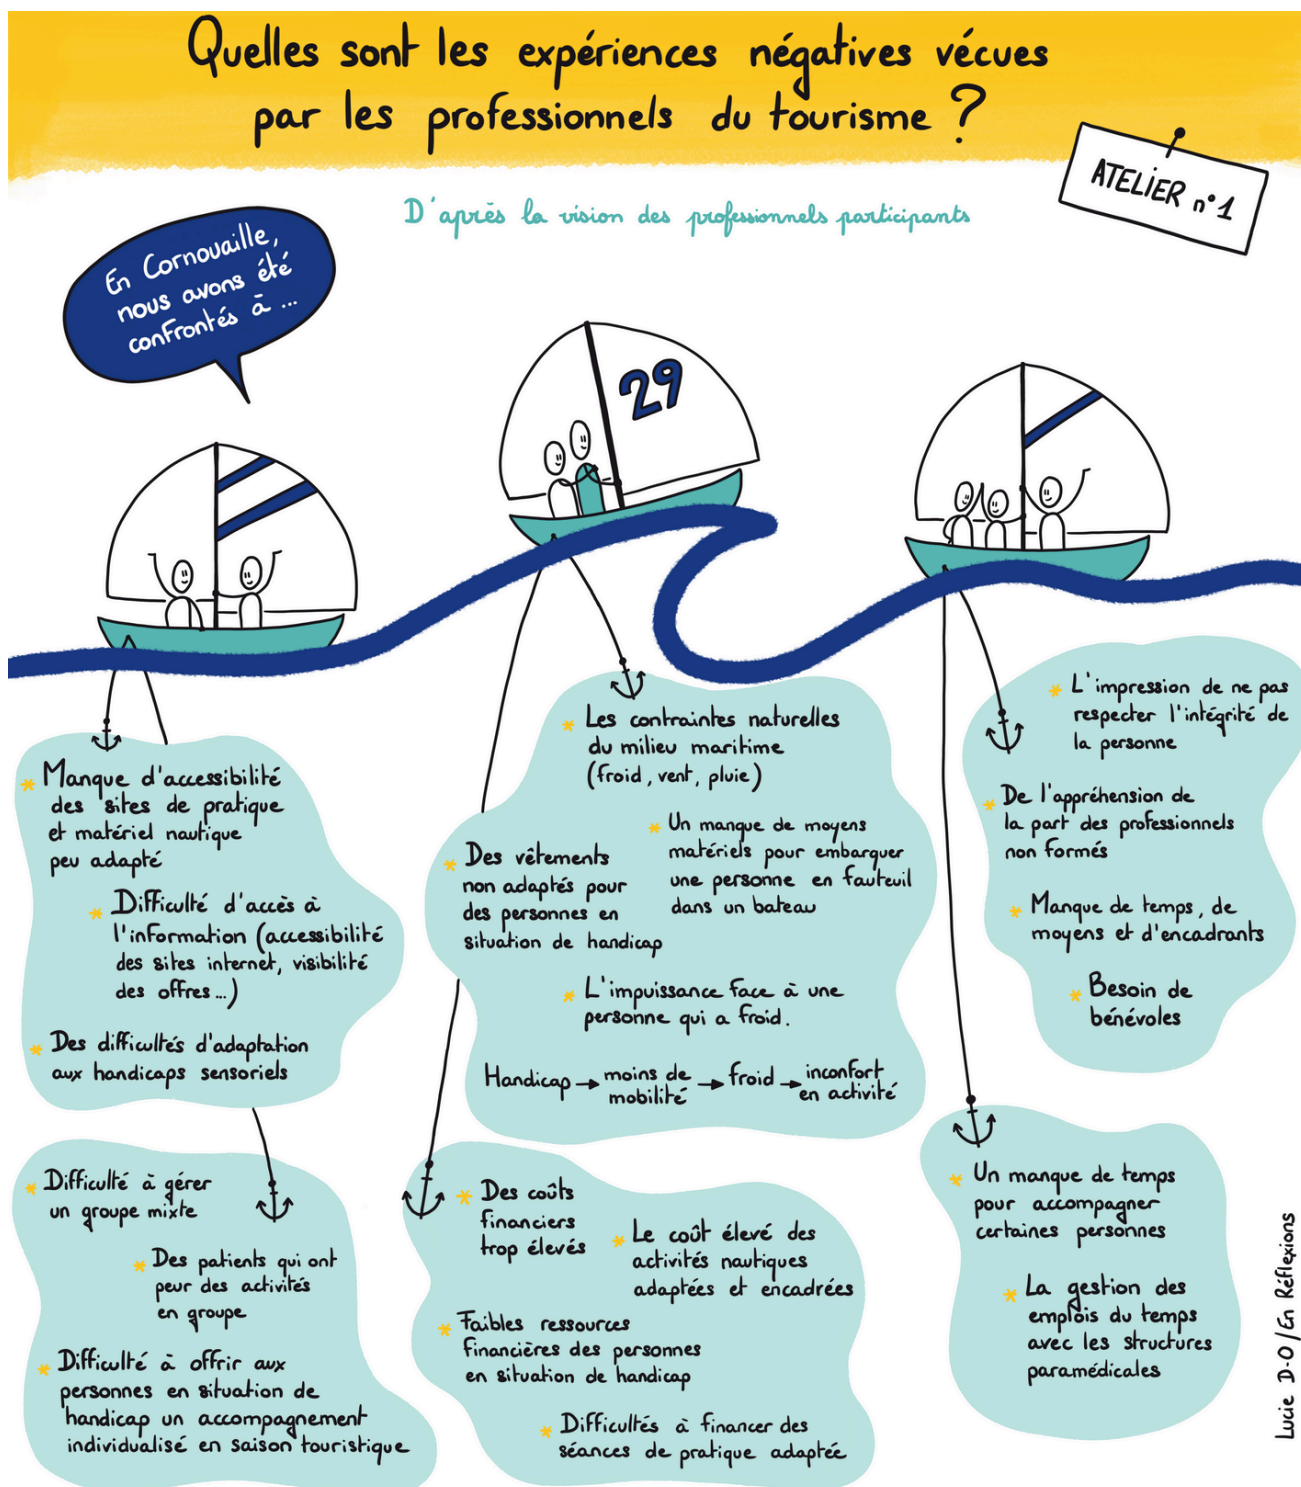 Quelles sont les expériences négatives vécues
par les professionnels du tourisme ?
ATELIER n°1
D'après la vision des professionnels participants
En Cornouaille,
nous avons été
confrontés à ...
29
* Manque d'accessibilité
des sites de pratique
et matériel nautique
peu adapté
* Difficulté d'accès à
l'information (accessibilité
des sites internet, visibilité
des offres...)
* Des difficultés d'adaptation
aux handicaps sensoriels
* Difficulté à gérer
un groupe mixte
* Des patients qui ont
peur des activités
en groupe
* Difficulté à offrir aux
personnes en situation de
handicap un accompagnement
individualisé en saison touristique
* Les contraintes naturelles
du milieu maritime
(froid, vent, pluie)
* Un manque de moyens
matériels pour embarquer
une personne en fauteuil
dans un bateau
* Des vêtements
non adaptés pour
des personnes en
situation de handicap
* L'impuissance face à une
personne qui a froid.
Handicap → moins de
mobilité → froid → inconfort
en activité
* Des coûts
financiers
trop élevés
* Le coût élevé des
activités nautiques
adaptées et encadrées
* Faibles ressources
financières des personnes
en situation de handicap
* Difficultés à financer des
séances de pratique adaptée
* L'impression de ne pas
respecter l'intégrité de
la personne
* De l'appréhension de
la part des professionnels
non formés
* Manque de temps, de
moyens et d'encadrants
* Besoin de
bénévoles
* Un manque de temps
pour accompagner
certaines personnes
* La gestion des
emplois du temps
avec les structures
paramédicales
Lucie D-O / En Réflexions